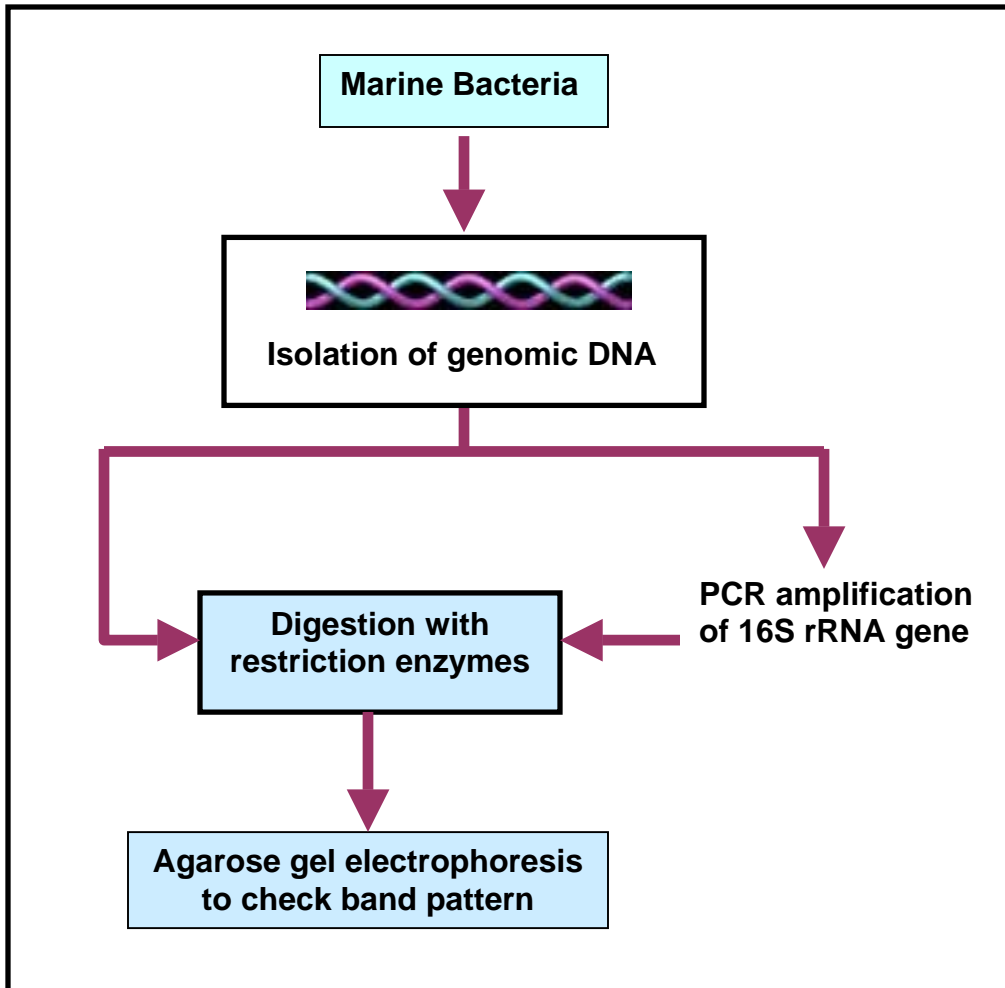 Marine Bacteria
Isolation of genomic DNA
PCR amplification
of 16S rRNA gene
Digestion with
restriction enzymes
Agarose gel electrophoresis
to check band pattern